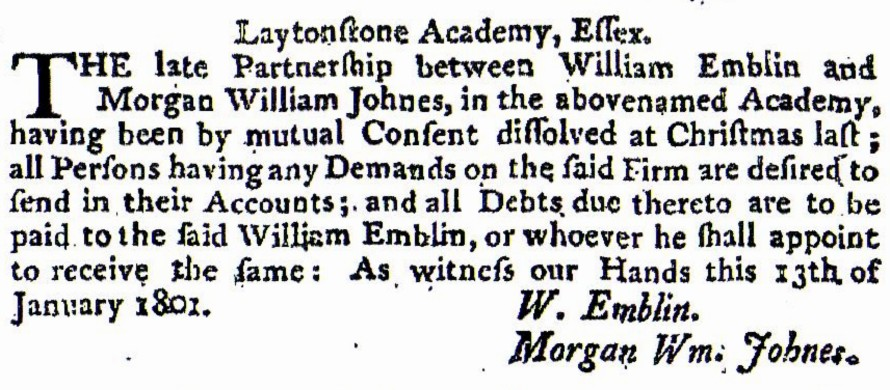 Laytonſtone Academy, Eſſex.
THE late Partnerſhip between William Emblin and
Morgan William Johnes, in the abovenamed Academy,
having been by mutual Conſent diſſolved at Chriſtmas laſt;
all Perſons having any Demands on the ſaid Firm are deſired to
ſend in their Accounts; and all Debts due thereto are to be
paid to the ſaid William Emblin, or whoever he ſhall appoint
to receive the ſame: As witneſs our Hands this 13th of
January 1801. W. Emblin.
Morgan Wm. Johnes.